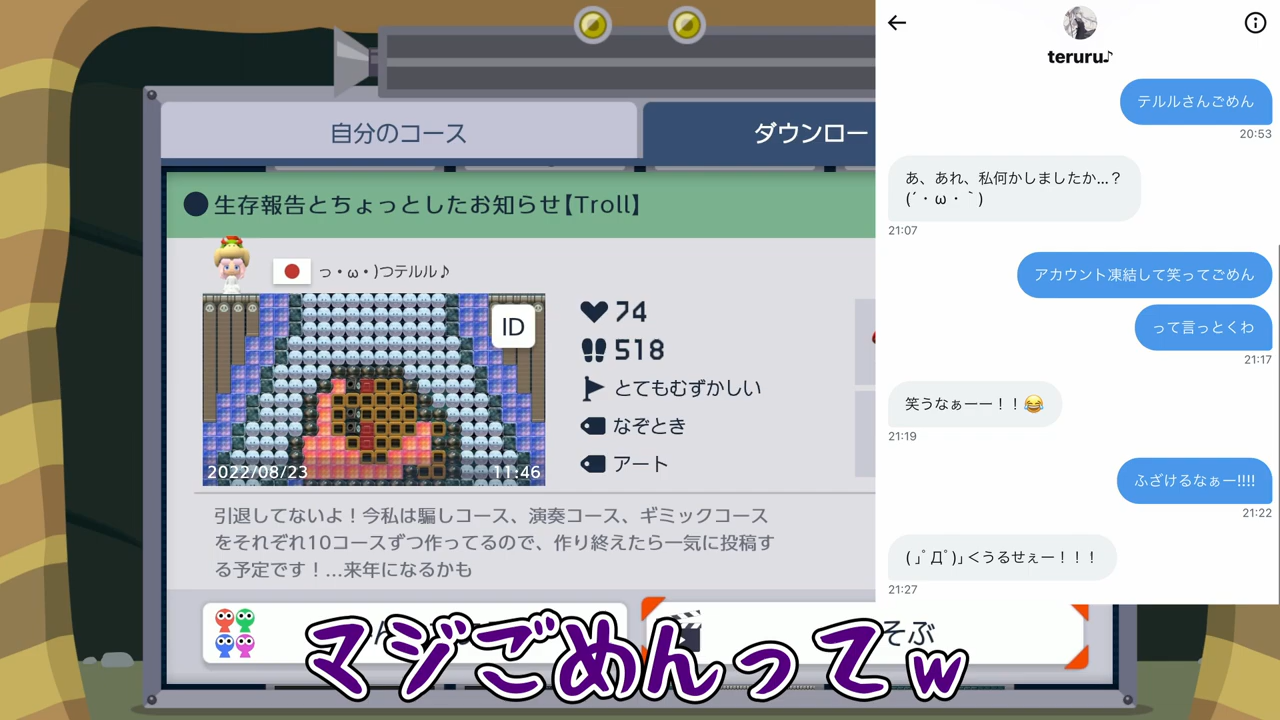 自分のコース
ダウンロー
生存報告とちょっとしたお知らせ【Troll】
っ・ω・)つテルル♪
ID
74
518
とてもむずかしい
なぞとき
アート
2022/08/23
11:46
引退してないよ！今私は騙しコース、演奏コース、ギミックコース
をそれぞれ10コースずつ作ってるので、作り終えたら一気に投稿す
る予定です！...来年になるかも
そぶ
マジごめんってw
teruru♪
テルルさんごめん
20:53
あ、あれ、私何かしましたか...？
(´・ω・｀)
21:07
アカウント凍結して笑ってごめん
って言っとくわ
21:17
笑うなぁーー！！😂
21:19
ふざけるなぁー!!!!
21:22
(｣ﾟДﾟ)｣＜うるせぇー！！！
21:27